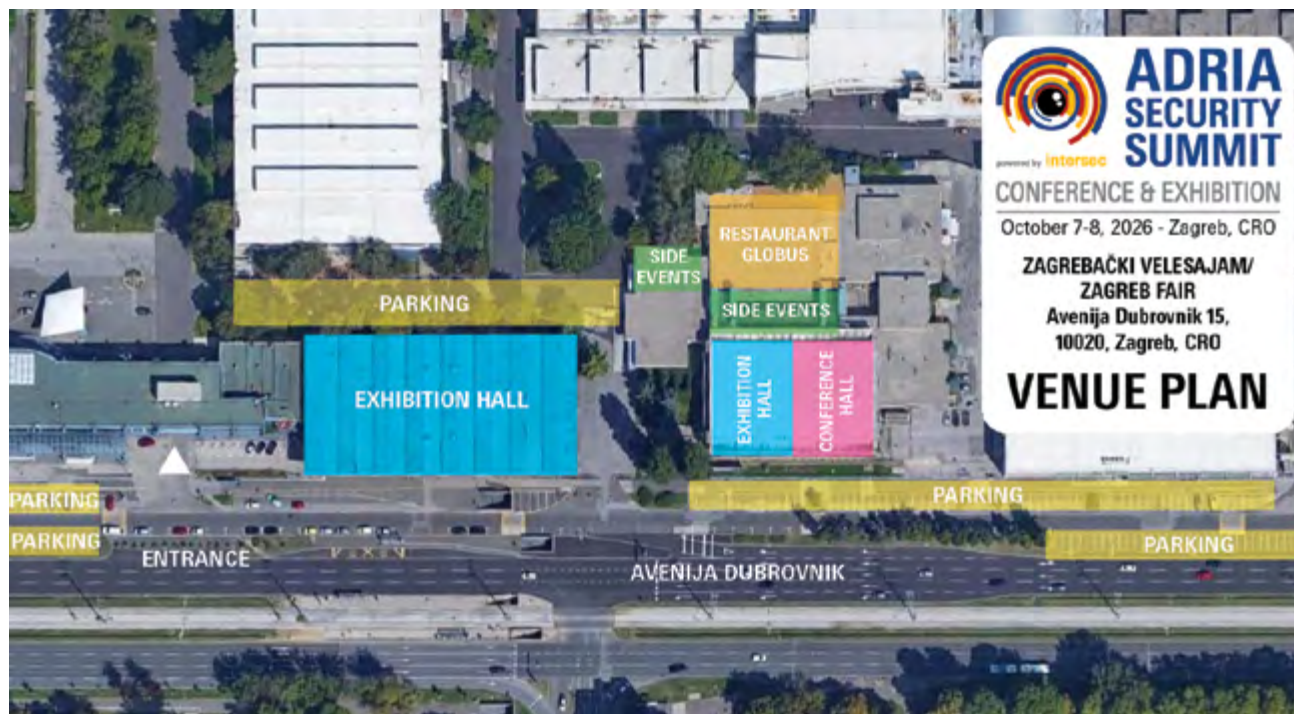 ADRIA
SECURITY
SUMMIT
powered by intersec
CONFERENCE & EXHIBITION
October 7-8, 2026 - Zagreb, CRO
ZAGREBAČKI VELESAJAM/
ZAGREB FAIR
Avenija Dubrovnik 15,
10020, Zagreb, CRO
VENUE PLAN
RESTAURANT
GLOBUS
SIDE
EVENTS
SIDE EVENTS
PARKING
EXHIBITION HALL
EXHIBITION
HALL
CONFERENCE
HALL
PARKING
PARKING
PARKING
PARKING
ENTRANCE
AVENIJA DUBROVNIK